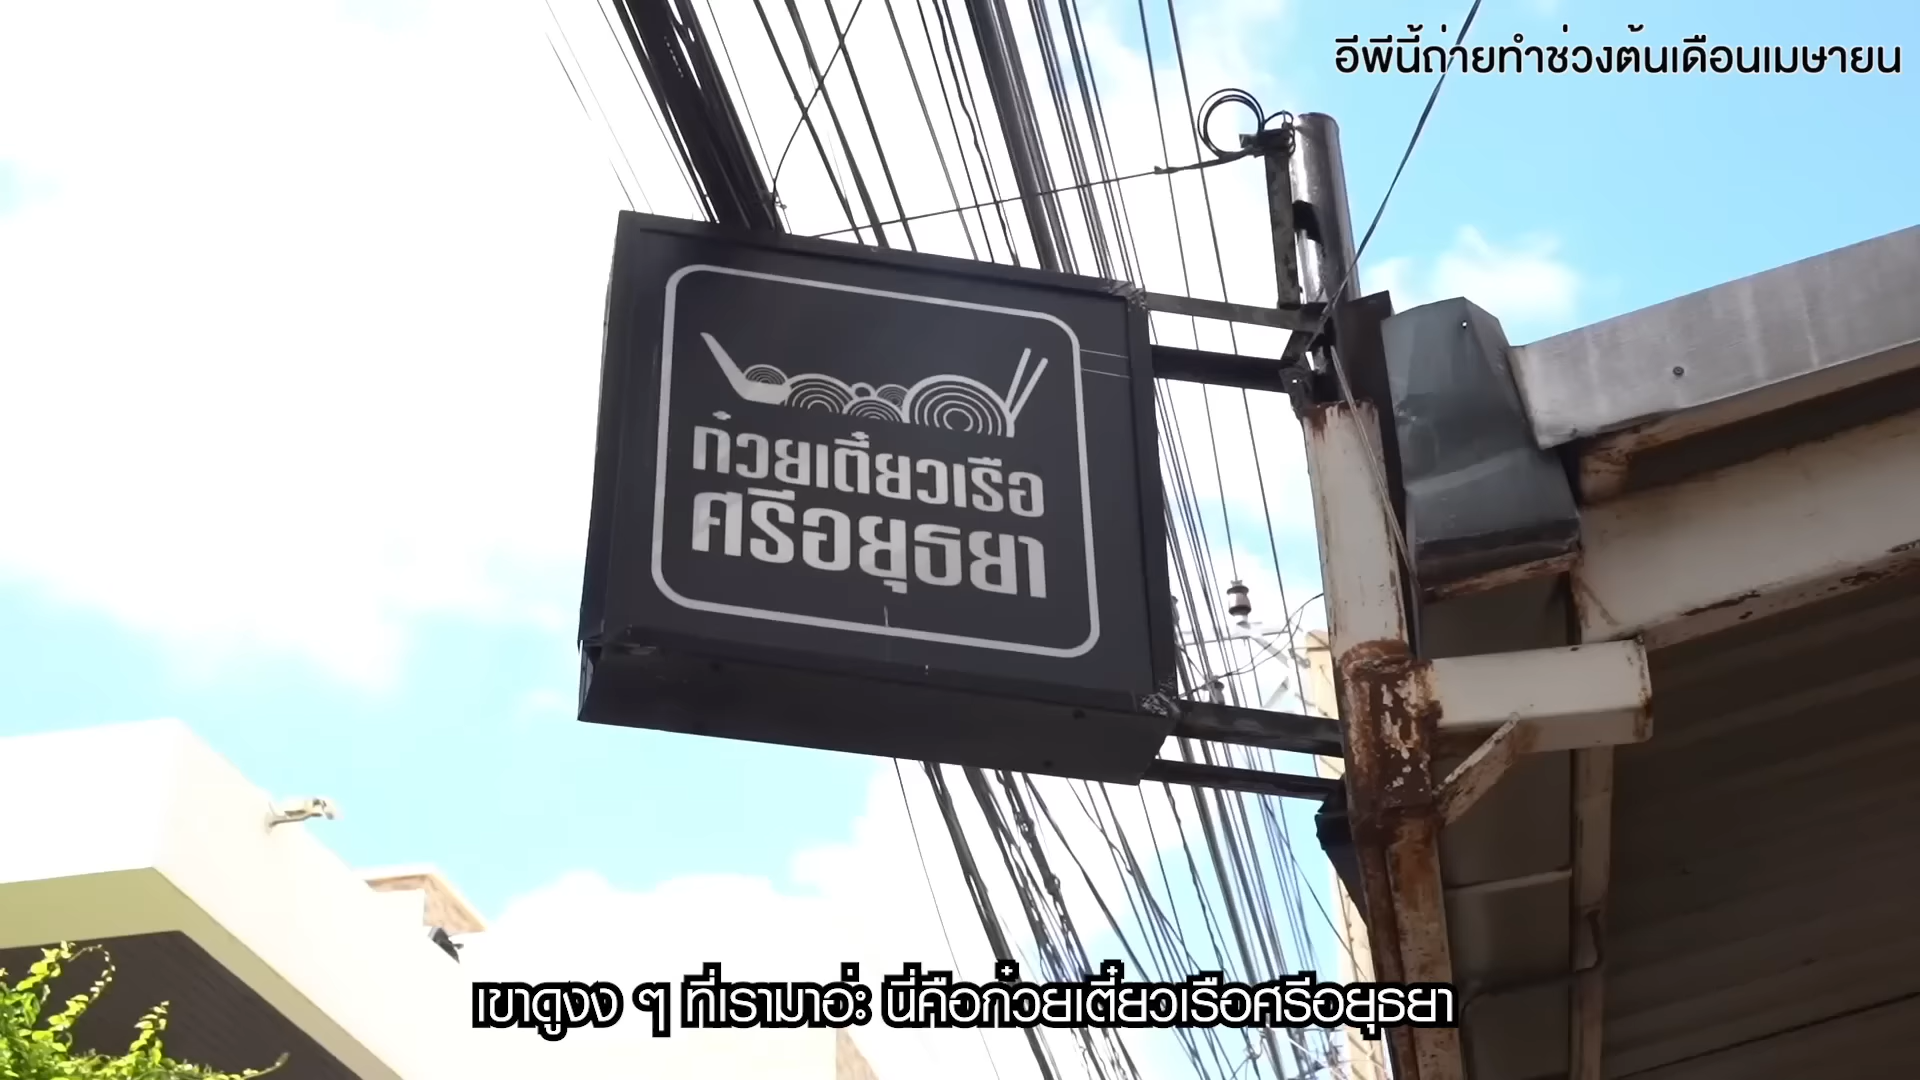 อีพีนี้ถ่ายทำช่วงต้นเดือนเมษายน
ก๋วยเตี๋ยวเรือ
ศรีอยุธยา
เขาดูงง ๆ ที่เรามาอ่ะ นี่คือก๋วยเตี๋ยวเรือศรีอยุธยา